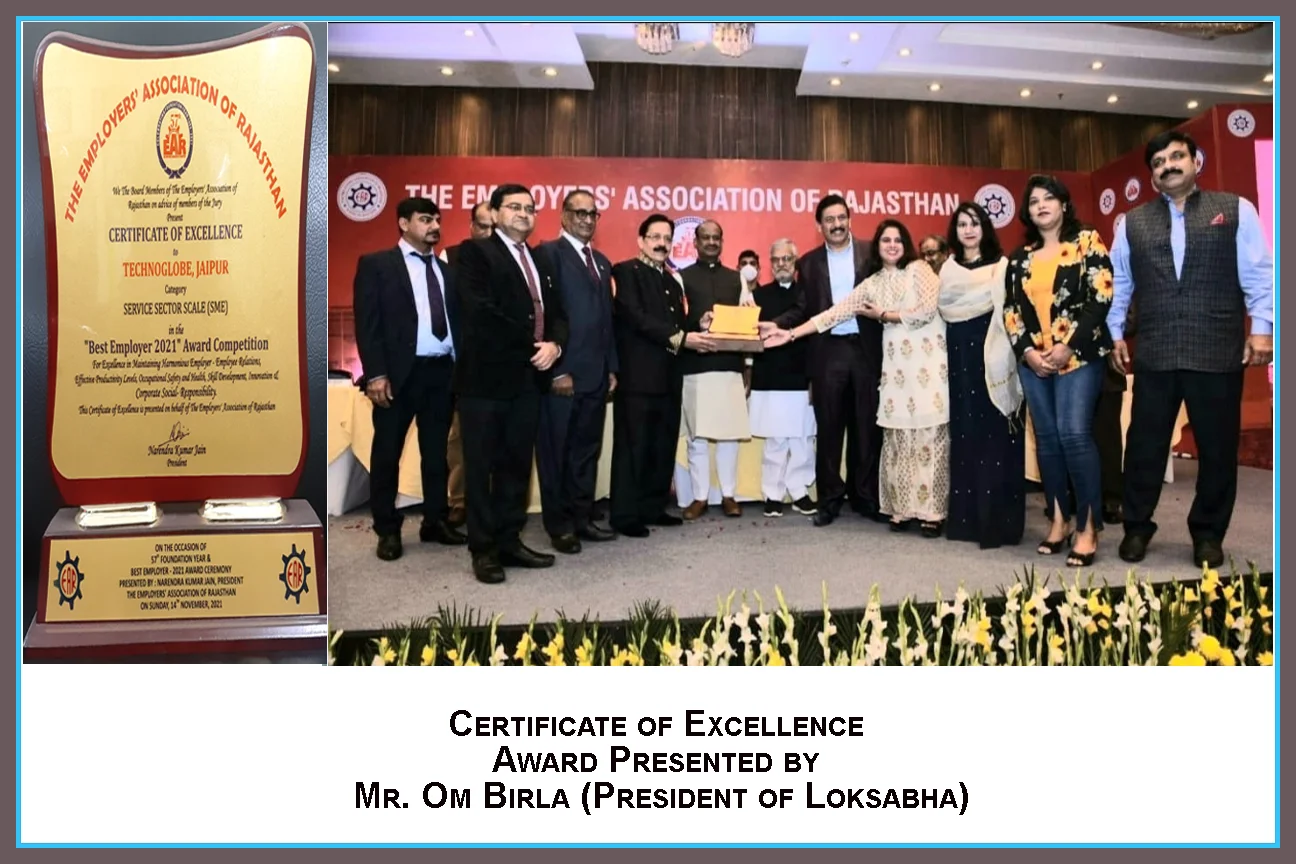 THE EMPLOYERS' ASSOCIATION OF RAJASTHAN
57th
EAR
We The Board Members of The Employers' Association of
Rajasthan on advice of members of the Jury
Present
CERTIFICATE OF EXCELLENCE
to
TECHNOGLOBE, JAIPUR
Category
SERVICE SECTOR SCALE (SME)
in the
"Best Employer 2021" Award Competition
For Excellence in Maintaining Harmonious Employer - Employee Relations,
Effective Productivity Levels, Occupational Safety and Health, Skill Development, Innovation &
Corporate Social- Responsibility.
This Certificate of Excellence is presented on behalf of The Employers' Association of Rajasthan
Narendra Kumar Jain
President
EAR
ON THE OCCASION OF
57th FOUNDATION YEAR &
BEST EMPLOYER - 2021 AWARD CEREMONY
PRESENTED BY : NARENDRA KUMAR JAIN, PRESIDENT
THE EMPLOYERS' ASSOCIATION OF RAJASTHAN
ON SUNDAY, 14th NOVEMBER, 2021
EAR
THE EMPLOYERS' ASSOCIATION OF RAJASTHAN
EAR
CERTIFICATE OF EXCELLENCE
AWARD PRESENTED BY
MR. OM BIRLA (PRESIDENT OF LOKSABHA)